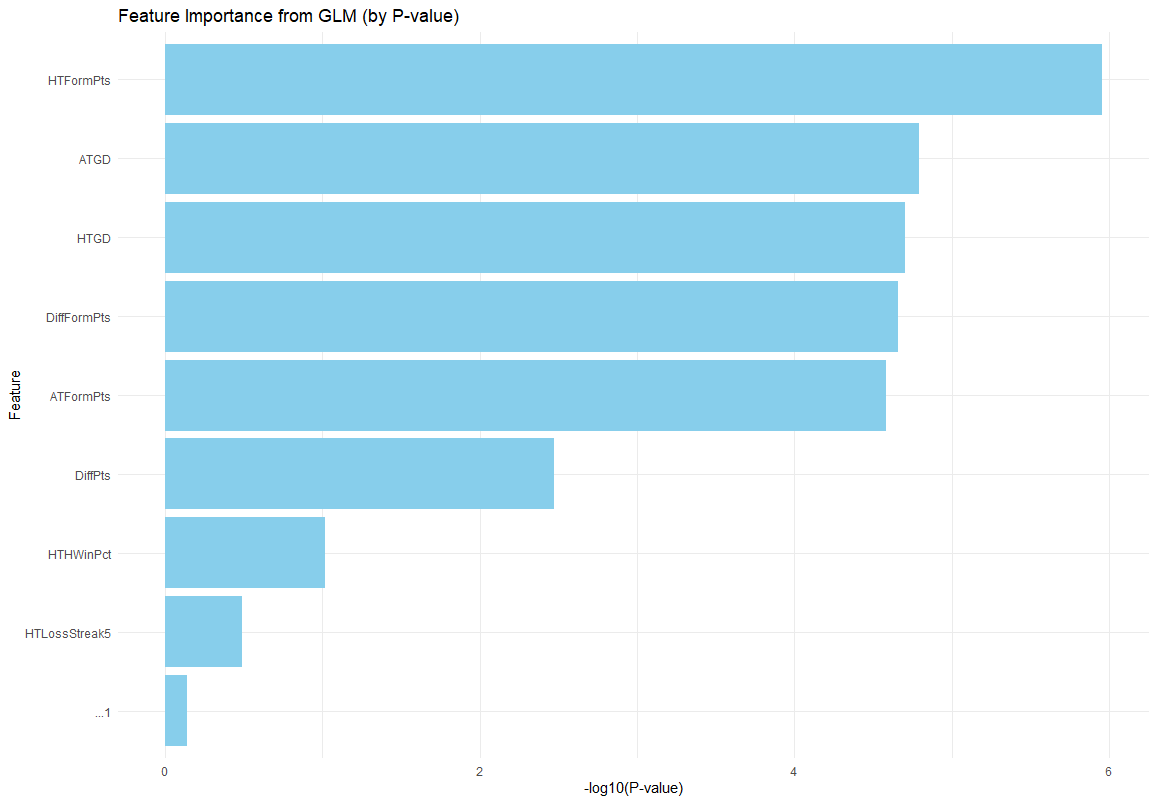 Feature Importance from GLM (by P-value)
HTFormPts
ATGD
HTGD
DiffFormPts
ATFormPts
DiffPts
HTHWinPct
HTLossStreak5
...1
Feature
0 2 4 6
-log10(P-value)